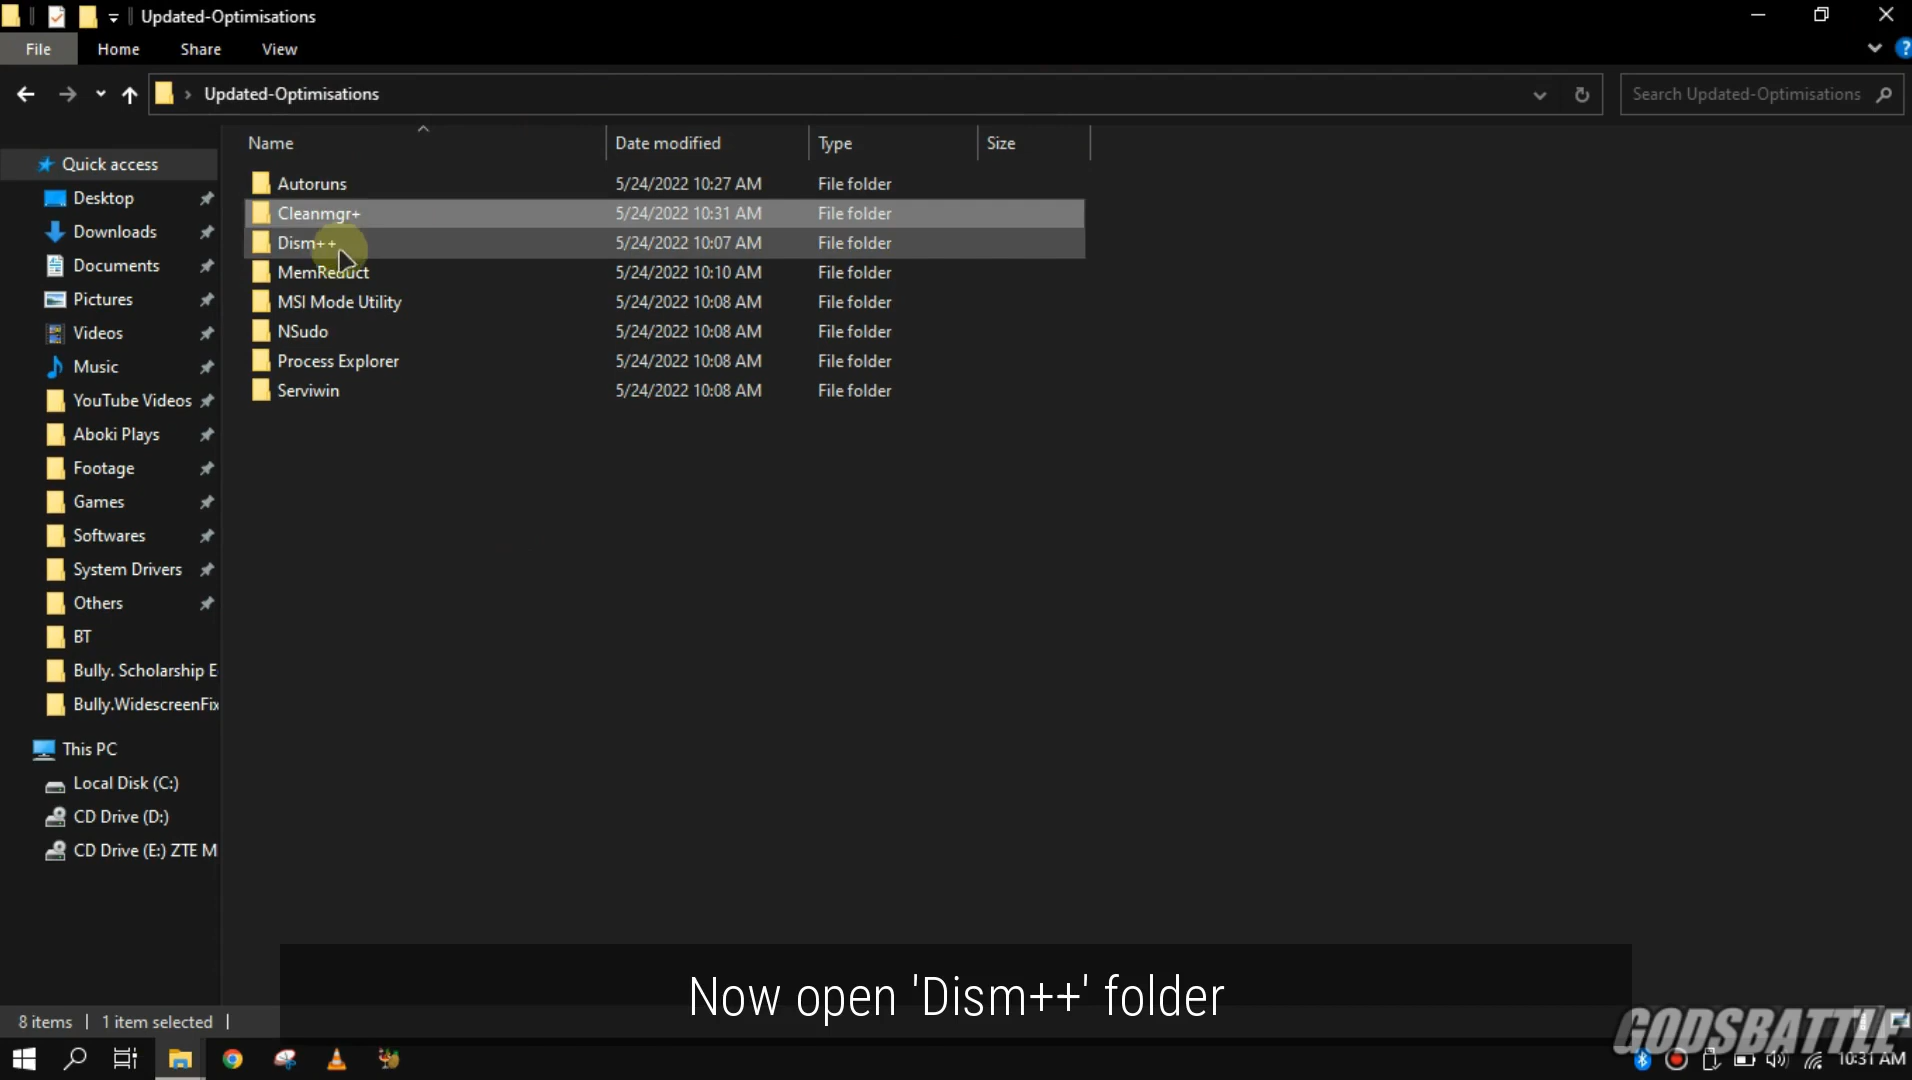 Updated-Optimisations
File Home Share View
Updated-Optimisations
Search Updated-Optimisations
Name Date modified Type Size
Quick access
Desktop
Downloads
Documents
Pictures
Videos
Music
YouTube Videos
Aboki Plays
Footage
Games
Softwares
System Drivers
Others
BT
Bully. Scholarship E
Bully.WidescreenFix
This PC
Local Disk (C:)
CD Drive (D:)
CD Drive (E:) ZTE M
Autoruns 5/24/2022 10:27 AM File folder
Cleanmgr+ 5/24/2022 10:31 AM File folder
Dism++ 5/24/2022 10:07 AM File folder
MemReduct 5/24/2022 10:10 AM File folder
MSI Mode Utility 5/24/2022 10:08 AM File folder
NSudo 5/24/2022 10:08 AM File folder
Process Explorer 5/24/2022 10:08 AM File folder
Serviwin 5/24/2022 10:08 AM File folder
Now open 'Dism++' folder
8 items 1 item selected
GODSBATTLE
10:31 AM